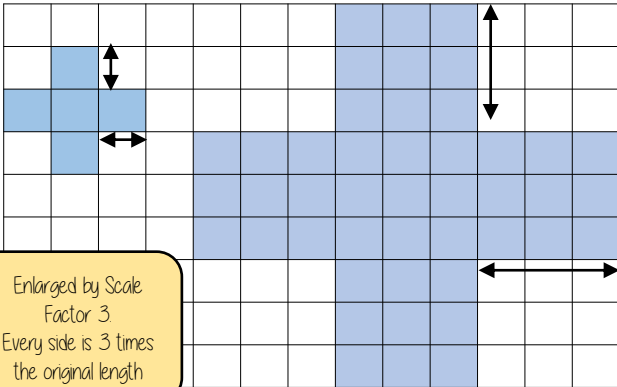 Enlarged by Scale
Factor 3.
Every side is 3 times
the original length